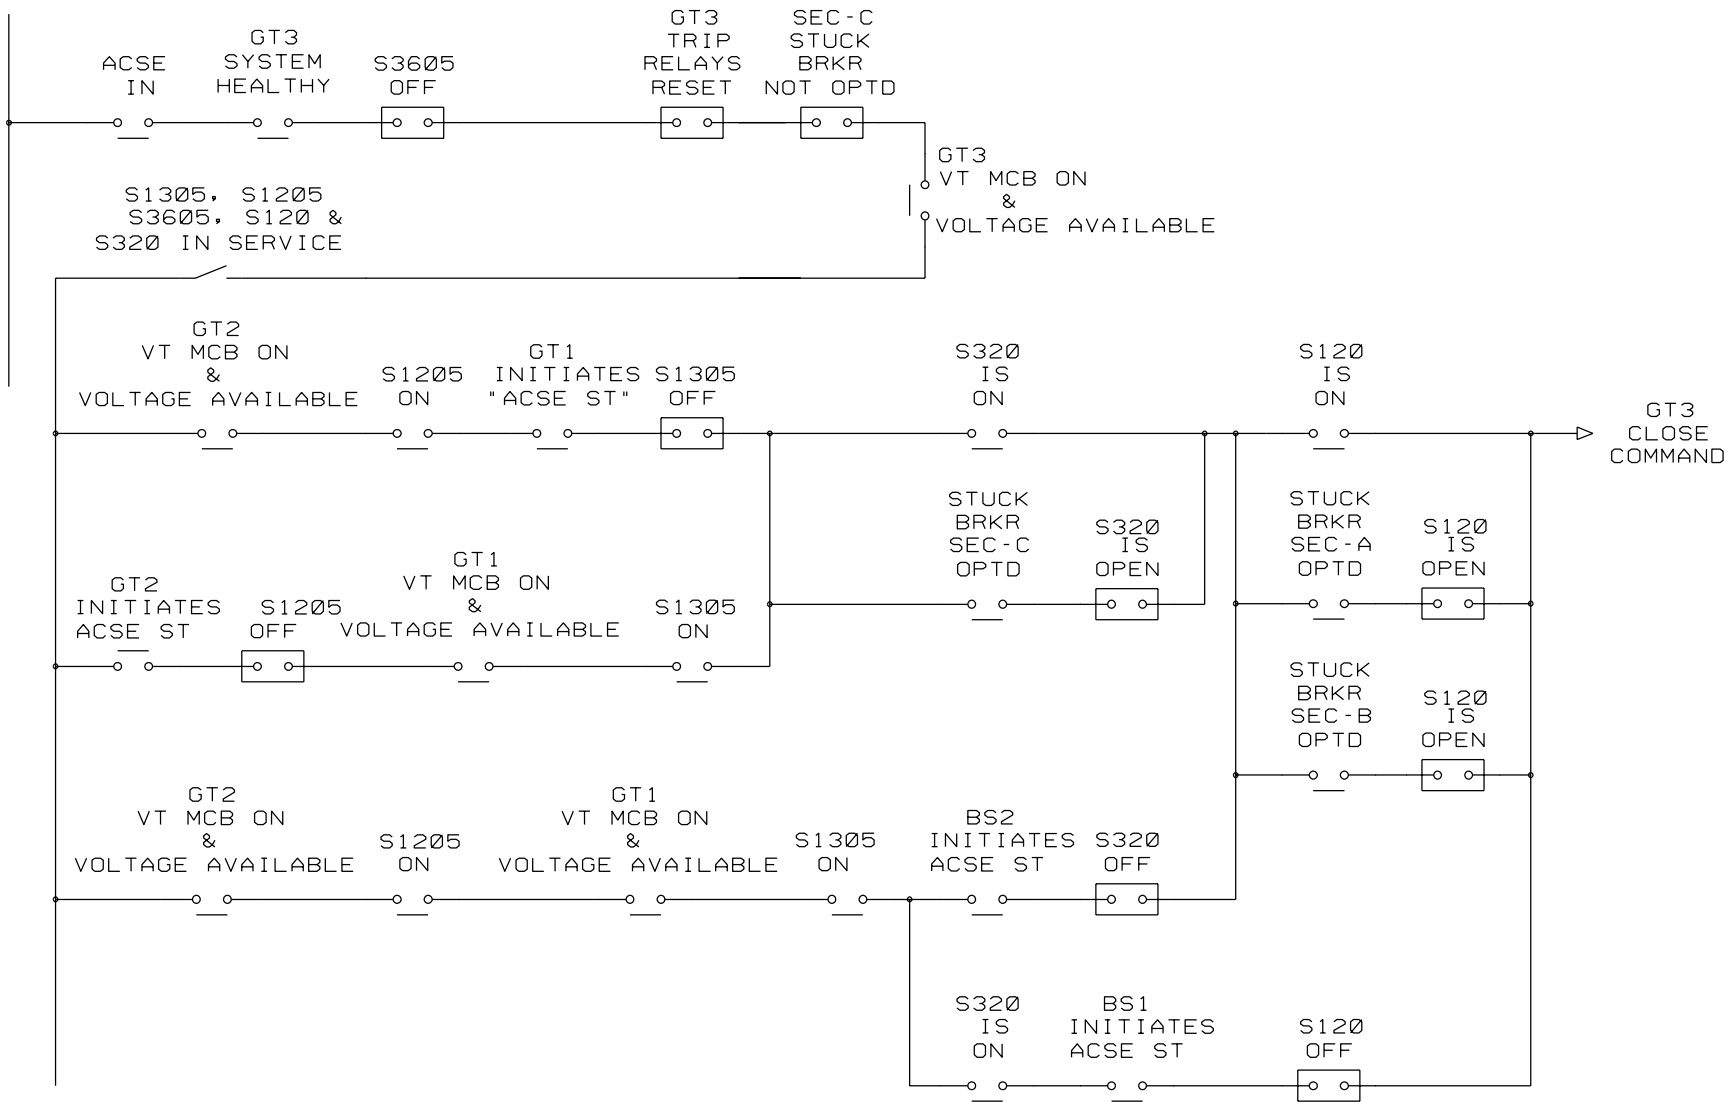 ACSE
IN
GT3
SYSTEM
HEALTHY
S3605
OFF
GT3
TRIP
RELAYS
RESET
SEC-C
STUCK
BRKR
NOT OPTD
GT3
VT MCB ON
&
VOLTAGE AVAILABLE
S1305, S1205
S3605, S120 &
S320 IN SERVICE
GT2
VT MCB ON
&
VOLTAGE AVAILABLE
S1205
ON
GT1
INITIATES
"ACSE ST"
S1305
OFF
S320
IS
ON
S120
IS
ON
GT3
CLOSE
COMMAND
STUCK
BRKR
SEC-C
OPTD
S320
IS
OPEN
STUCK
BRKR
SEC-A
OPTD
S120
IS
OPEN
GT2
INITIATES
ACSE ST
S1205
OFF
GT1
VT MCB ON
&
VOLTAGE AVAILABLE
S1305
ON
STUCK
BRKR
SEC-B
OPTD
S120
IS
OPEN
GT2
VT MCB ON
&
VOLTAGE AVAILABLE
S1205
ON
GT1
VT MCB ON
&
VOLTAGE AVAILABLE
S1305
ON
BS2
INITIATES
ACSE ST
S320
OFF
S320
IS
ON
BS1
INITIATES
ACSE ST
S120
OFF